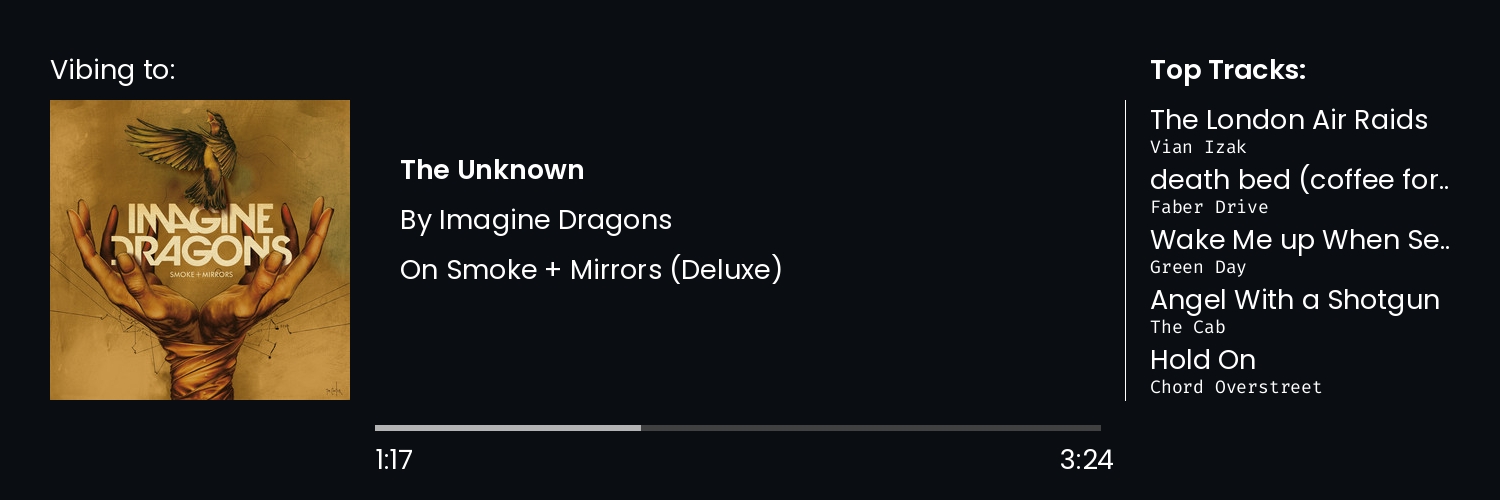 Vibing to:
IMAGINE
DRAGONS
SMOKE + MIRRORS
The Unknown
By Imagine Dragons
On Smoke + Mirrors (Deluxe)
1:17
3:24
Top Tracks:
The London Air Raids
Vian Izak
death bed (coffee for..
Faber Drive
Wake Me up When Se..
Green Day
Angel With a Shotgun
The Cab
Hold On
Chord Overstreet